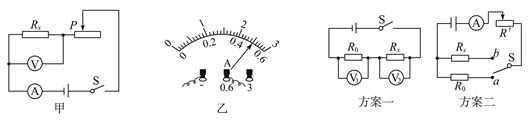 Rₓ P
V
A S
甲
0 1 2 3
0 0.2 0.4 0.6
A
- 0.6 3
乙
S
R₀ Rₓ
V₁ V₂
方案一
A R′
Rₓ b
S
R₀ a
方案二